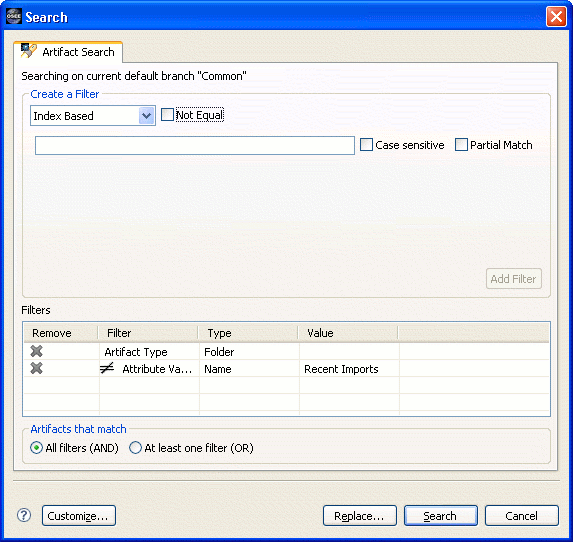 OSEE Search
Artifact Search
Searching on current default branch "Common"
Create a Filter
Index Based Not Equal
Case sensitive Partial Match
Add Filter
Filters
Remove Filter Type Value
Artifact Type Folder
≠ Attribute Va... Name Recent Imports
Artifacts that match
All filters (AND) At least one filter (OR)
? Customize... Replace... Search Cancel